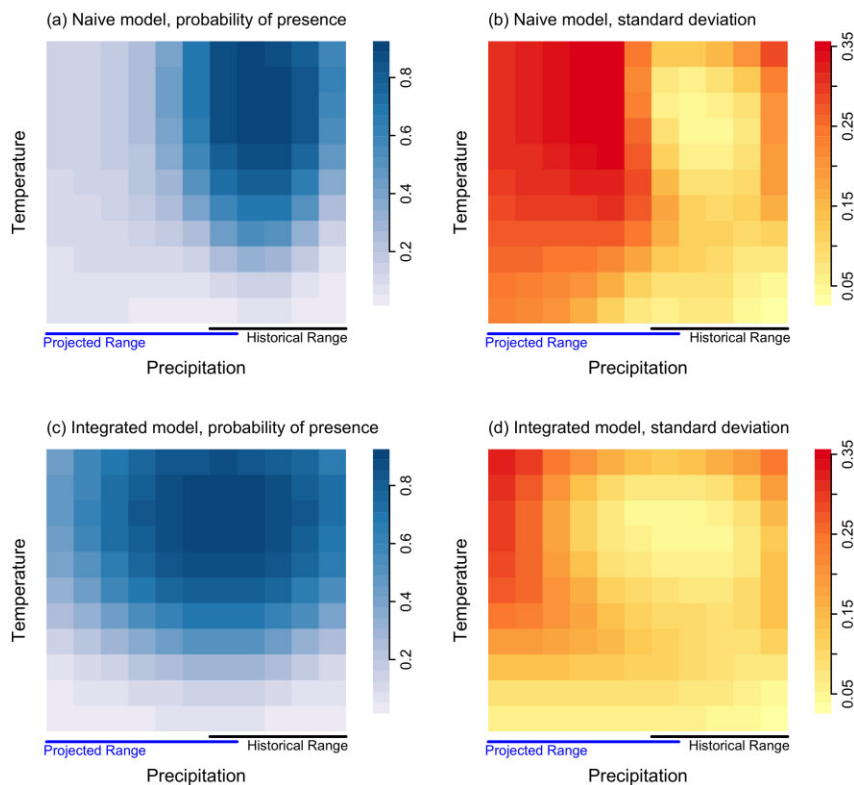 (a) Naive model, probability of presence
Temperature
0.8
0.6
0.4
0.2
Projected Range
Historical Range
Precipitation
(b) Naive model, standard deviation
Temperature
0.35
0.25
0.15
0.05
Projected Range
Historical Range
Precipitation
(c) Integrated model, probability of presence
Temperature
0.8
0.6
0.4
0.2
Projected Range
Historical Range
Precipitation
(d) Integrated model, standard deviation
Temperature
0.35
0.25
0.15
0.05
Projected Range
Historical Range
Precipitation